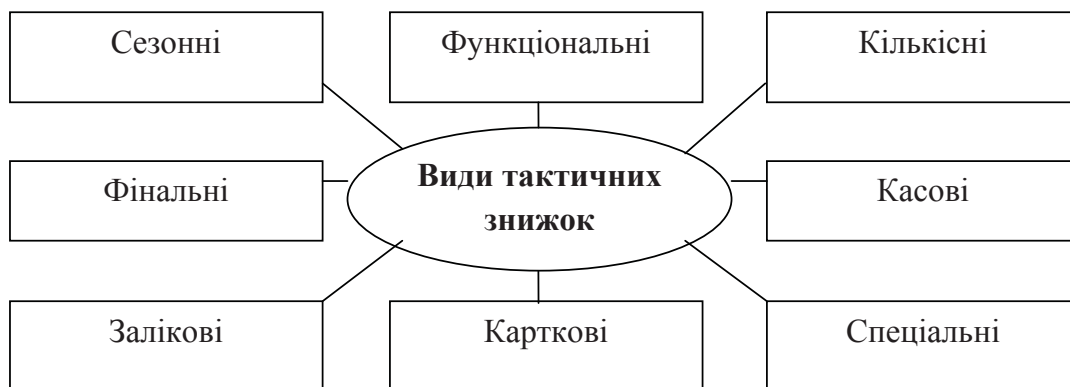 Сезонні
Функціональні
Кількісні
Фінальні
Види тактичних
знижок
Касові
Залікові
Карткові
Спеціальні